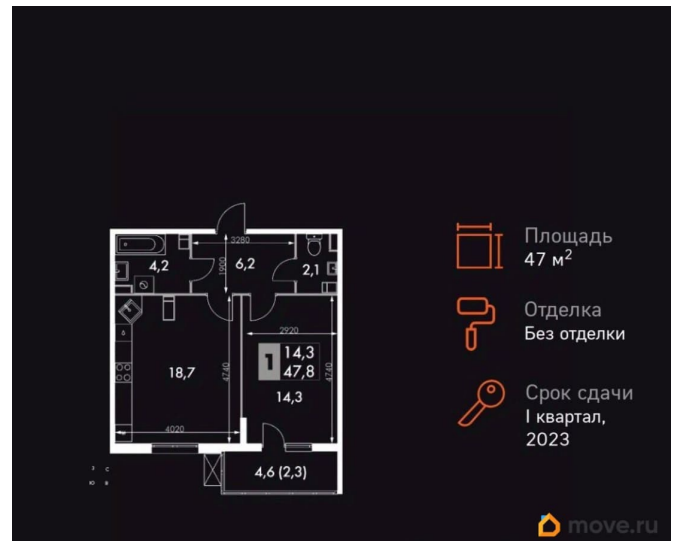 3280
4,2
1900
6,2
2,1
2920
1
14,3
47,8
18,7
4740
4740
14,3
4020
4,6 (2,3)
З С
Ю В
Площадь
47 м²
Отделка
Без отделки
Срок сдачи
I квартал,
2023
move.ru